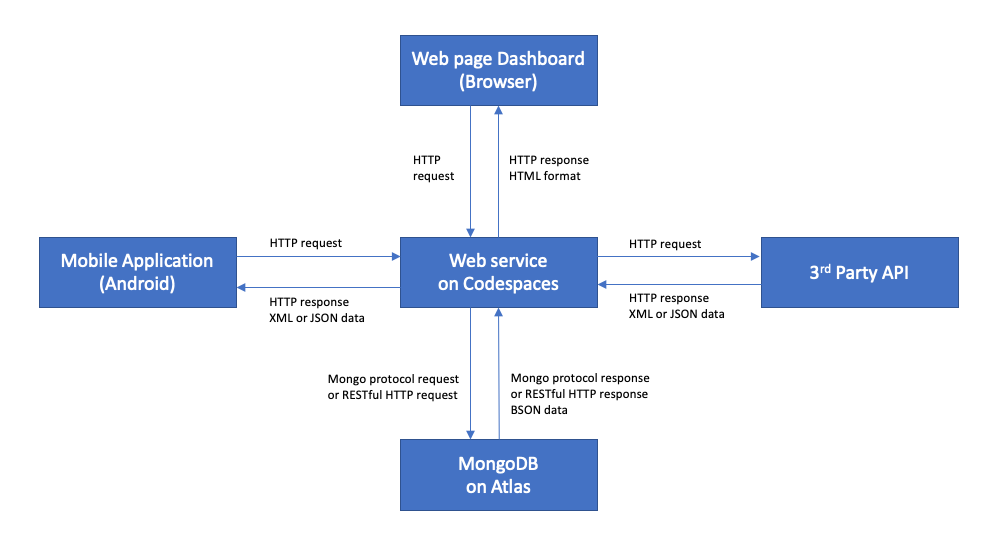 Web page Dashboard
(Browser)
HTTP
request
HTTP response
HTML format
Mobile Application
(Android)
HTTP request
HTTP response
XML or JSON data
Web service
on Codespaces
HTTP request
HTTP response
XML or JSON data
3rd Party API
Mongo protocol request
or RESTful HTTP request
Mongo protocol response
or RESTful HTTP response
BSON data
MongoDB
on Atlas